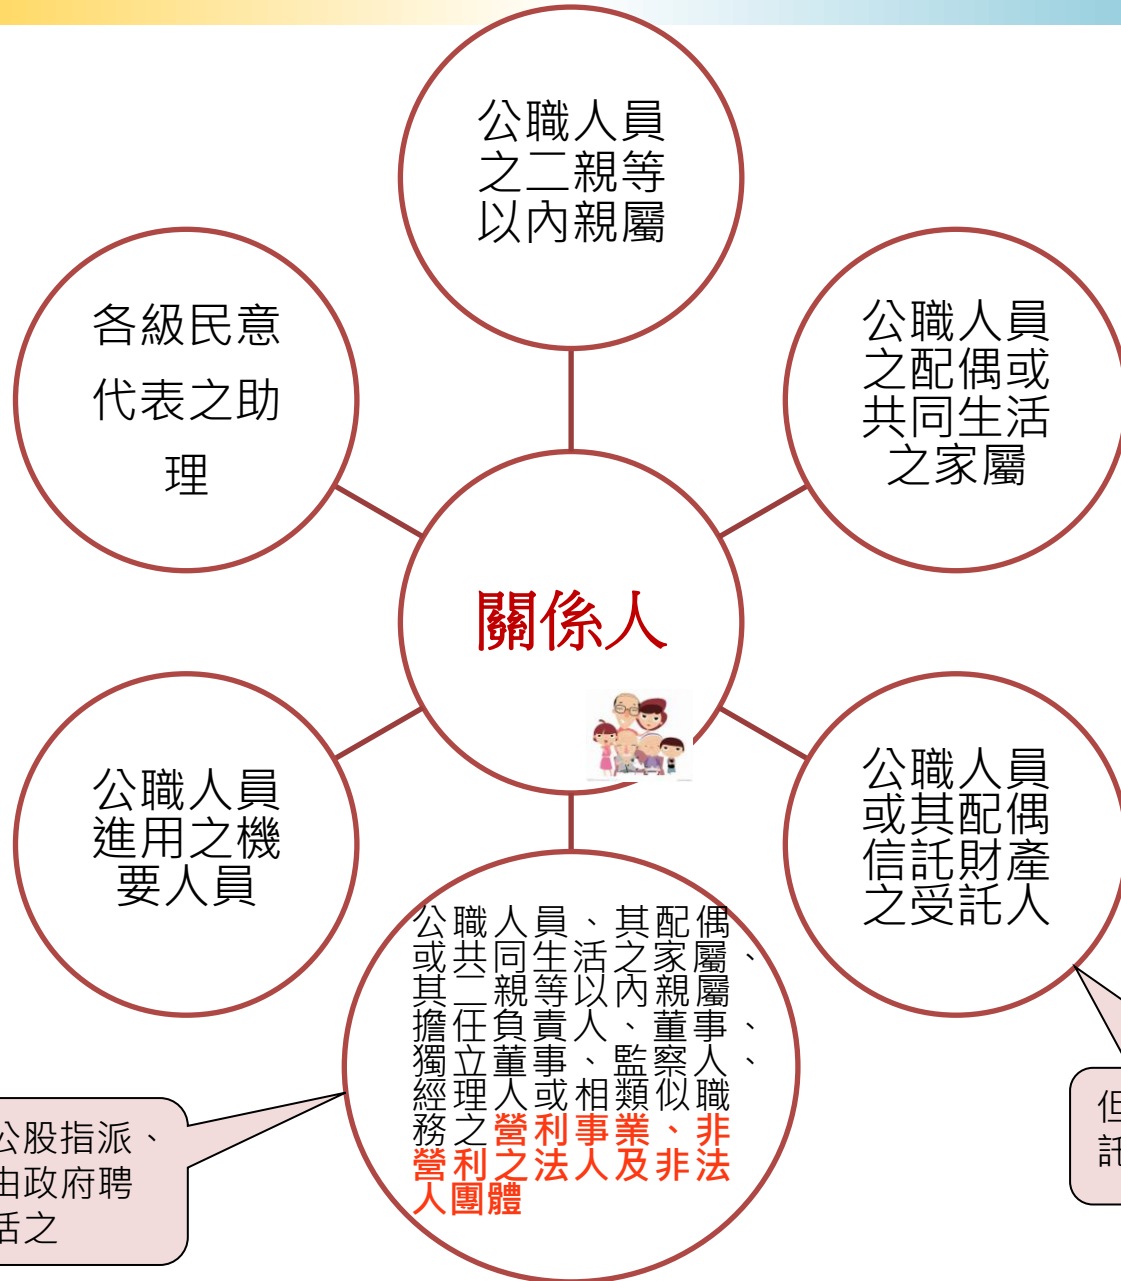 公職人員
之二親等
以內親屬
各級民意
代表之助
理
公職人員
之配偶或
共同生活
之家屬
關係人
公職人員
進用之機
要人員
公職人員
或其配偶
信託財產
之受託人
公職人員、其配偶
或共同生活之家屬、
其二親等以內親屬
擔任負責人、董事、
獨立董事、監察人、
經理人或相類似職
務之營利事業、非
營利之法人及非法
人團體
公股指派、
由政府聘
括之
但
託